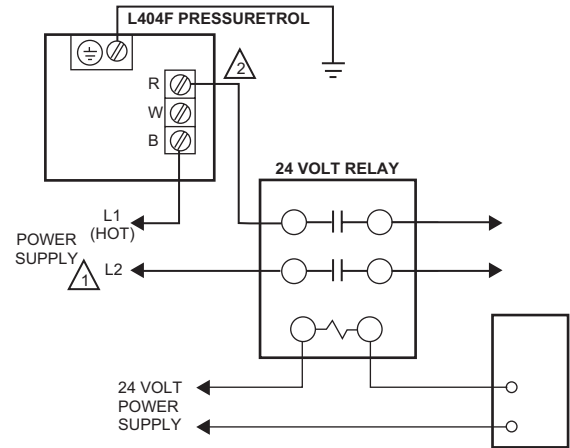 L404F PRESSURETROL
R
2
W
B
24 VOLT RELAY
L1
(HOT)
POWER
SUPPLY
1
L2
24 VOLT
POWER
SUPPLY